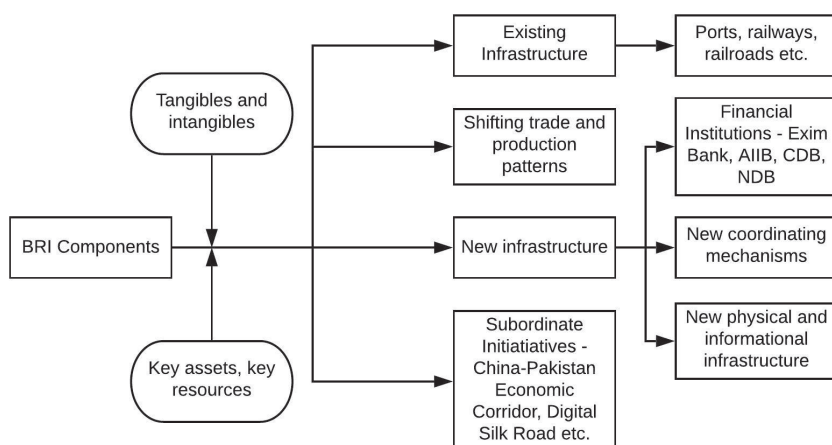 Tangibles and
intangibles
BRI Components
Key assets, key
resources
Existing
Infrastructure
Shifting trade and
production
patterns
New infrastructure
Subordinate
Initiatiatives -
China-Pakistan
Economic
Corridor, Digital
Silk Road etc.
Ports, railways,
railroads etc.
Financial
Institutions - Exim
Bank, AIIB, CDB,
NDB
New coordinating
mechanisms
New physical and
informational
infrastructure